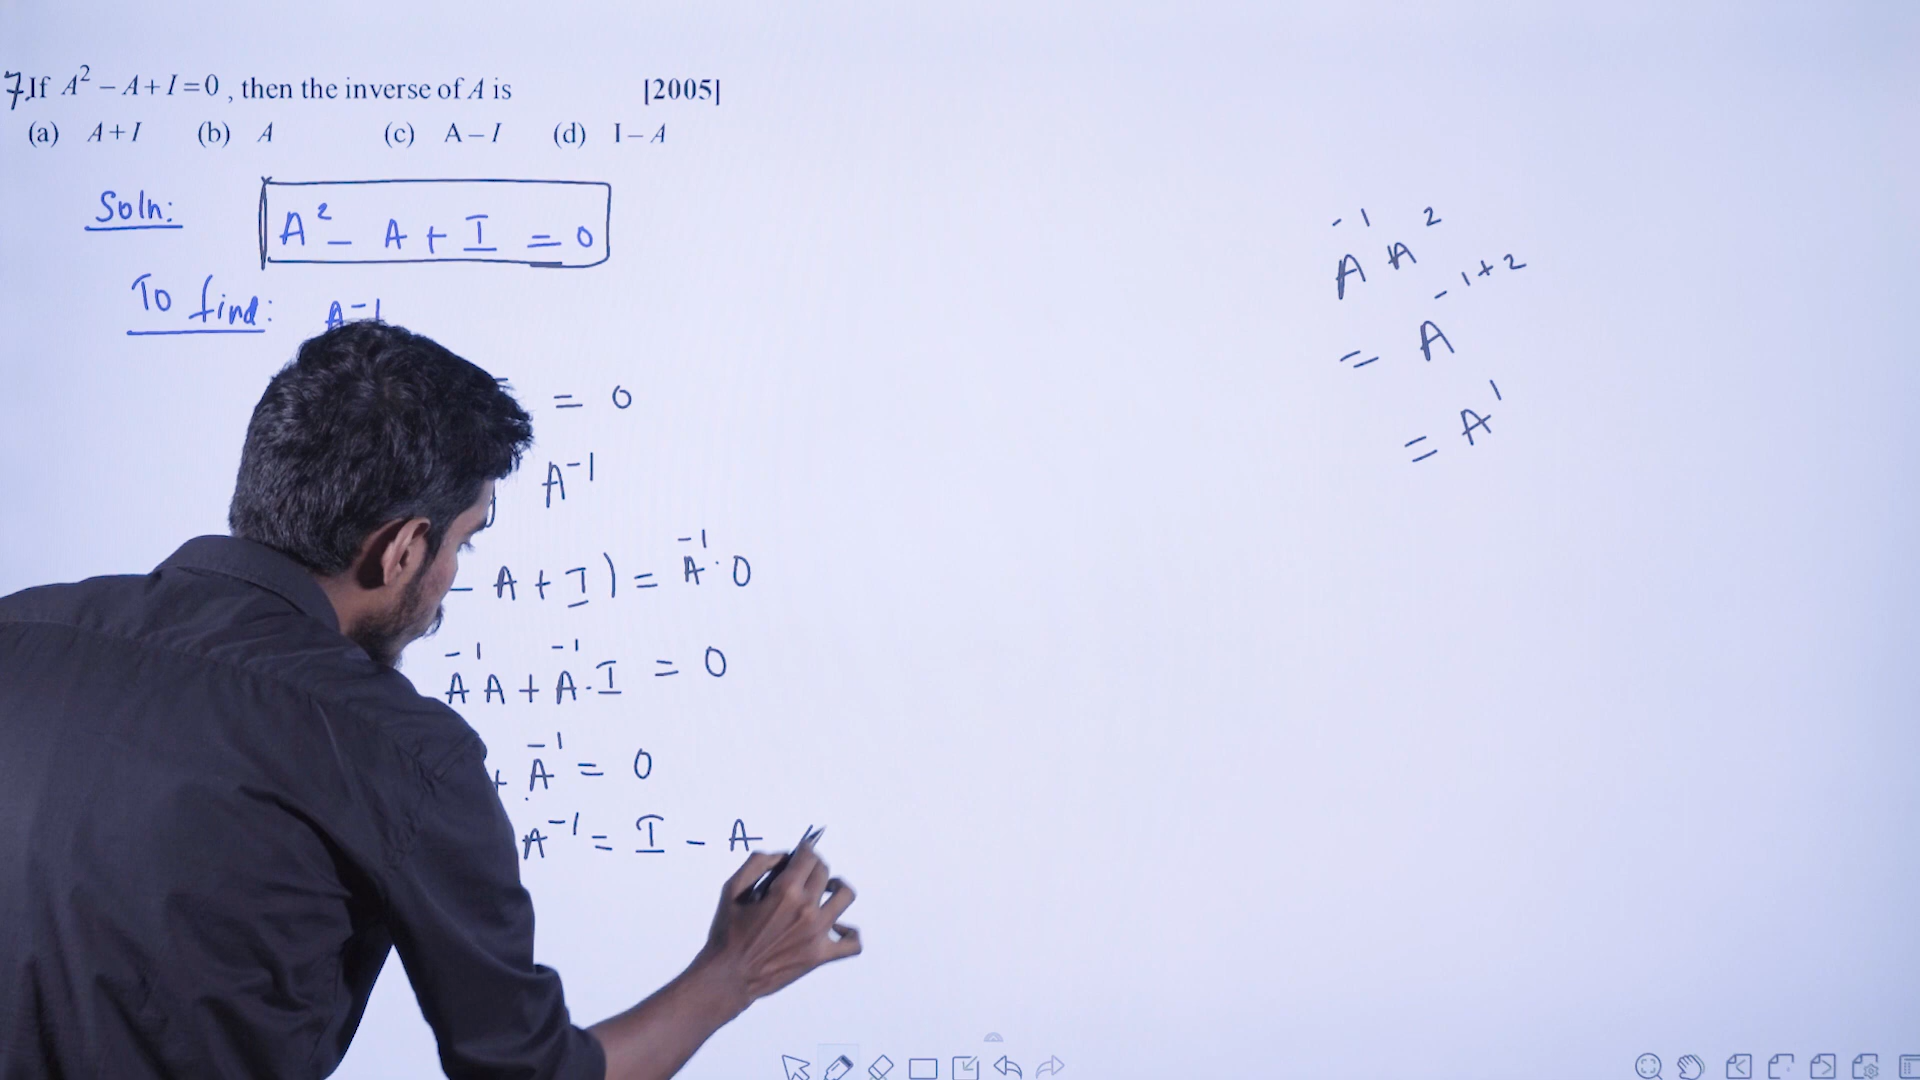 7. If A² – A + I = 0, then the inverse of A is [2005]
(a) A + I (b) A (c) A – I (d) I – A
Soln: A² – A + I = 0
To find: A⁻¹
= 0
A⁻¹
– A + I) = A⁻¹ · 0
A⁻¹ A + A⁻¹ · I = 0
+ A⁻¹ = 0
A⁻¹ = I – A
A⁻¹ A²
= A⁻¹⁺²
= A¹